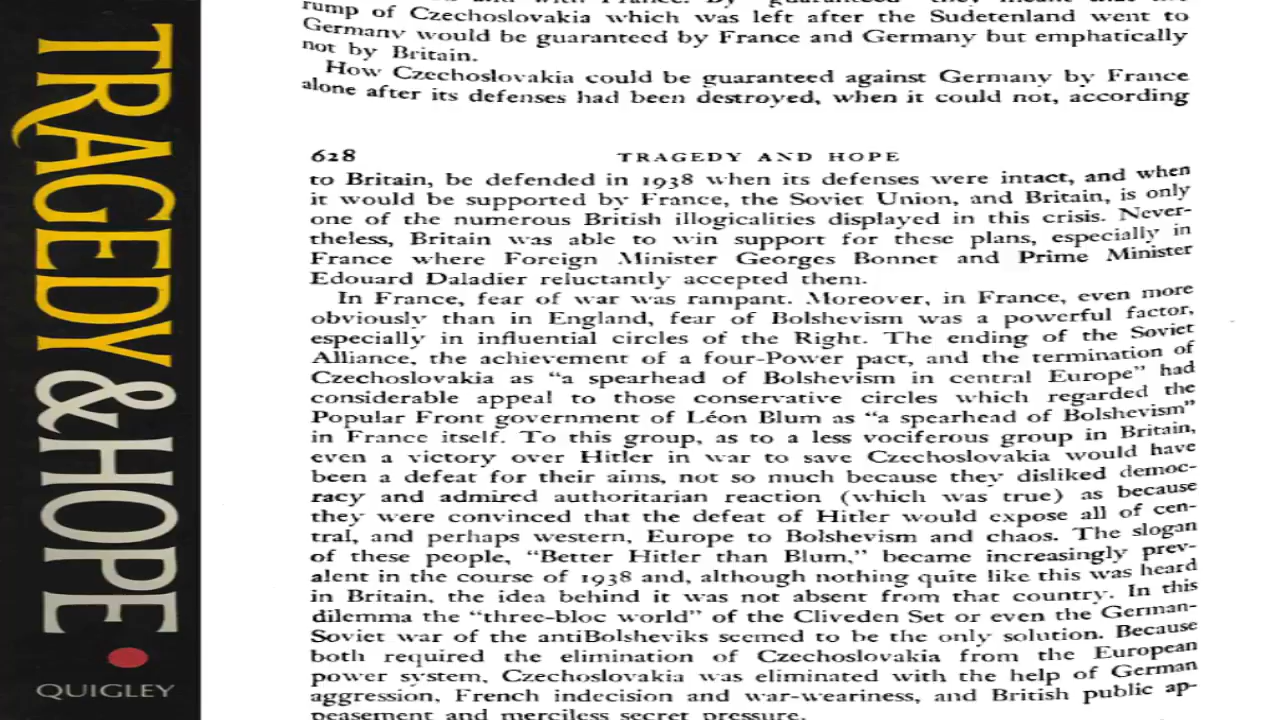 TRAGEDY & HOPE
QUIGLEY
rump of Czechoslovakia which was left after the Sudetenland went to
Germany would be guaranteed by France and Germany but emphatically
not by Britain.
How Czechoslovakia could be guaranteed against Germany by France
alone after its defenses had been destroyed, when it could not, according
628 TRAGEDY AND HOPE
to Britain, be defended in 1938 when its defenses were intact, and when
it would be supported by France, the Soviet Union, and Britain, is only
one of the numerous British illogicalities displayed in this crisis. Never-
theless, Britain was able to win support for these plans, especially in
France where Foreign Minister Georges Bonnet and Prime Minister
Edouard Daladier reluctantly accepted them.
In France, fear of war was rampant. Moreover, in France, even more
obviously than in England, fear of Bolshevism was a powerful factor,
especially in influential circles of the Right. The ending of the Soviet
Alliance, the achievement of a four-Power pact, and the termination of
Czechoslovakia as “a spearhead of Bolshevism in central Europe” had
considerable appeal to those conservative circles which regarded the
Popular Front government of Léon Blum as “a spearhead of Bolshevism”
in France itself. To this group, as to a less vociferous group in Britain,
even a victory over Hitler in war to save Czechoslovakia would have
been a defeat for their aims, not so much because they disliked democ-
racy and admired authoritarian reaction (which was true) as because
they were convinced that the defeat of Hitler would expose all of cen-
tral, and perhaps western, Europe to Bolshevism and chaos. The slogan
of these people, “Better Hitler than Blum,” became increasingly prev-
alent in the course of 1938 and, although nothing quite like this was heard
in Britain, the idea behind it was not absent from that country. In this
dilemma the “three-bloc world” of the Cliveden Set or even the German-
Soviet war of the antiBolsheviks seemed to be the only solution. Because
both required the elimination of Czechoslovakia from the European
power system, Czechoslovakia was eliminated with the help of German
aggression, French indecision and war-weariness, and British public ap-
peasement and merciless secret pressure.